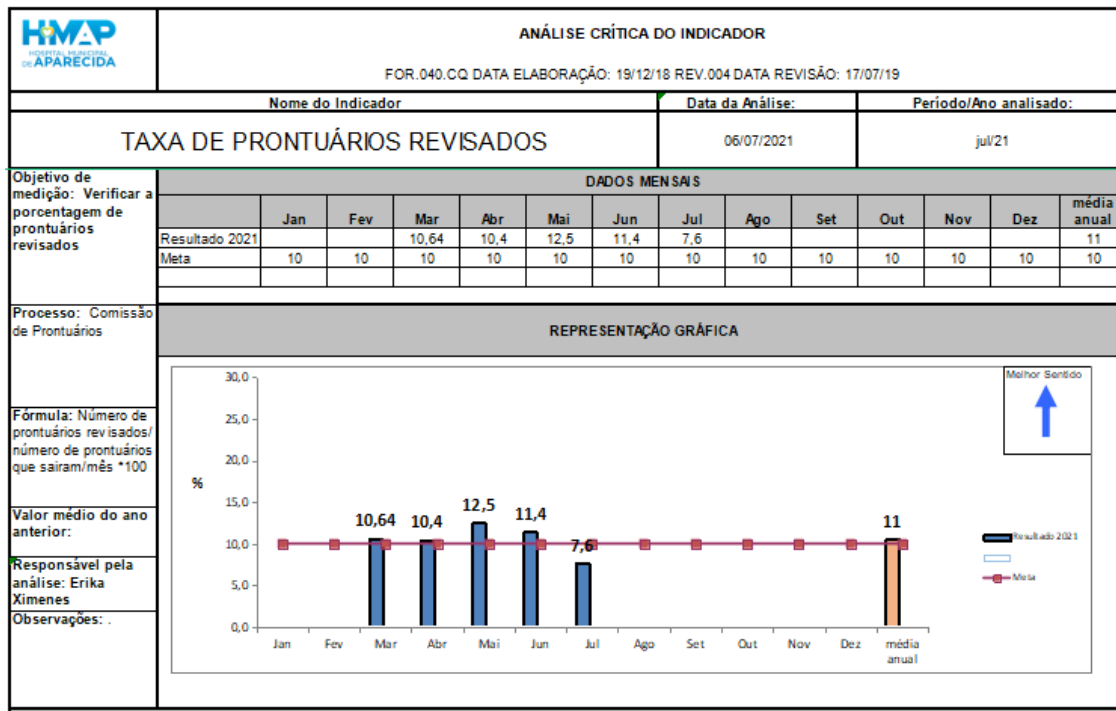 HMAP
HOSPITAL MUNICIPAL
DE APARECIDA
ANÁLISE CRÍTICA DO INDICADOR
FOR.040.CQ DATA ELABORAÇÃO: 19/12/18 REV.004 DATA REVISÃO: 17/07/19
Nome do Indicador Data da Análise: Período/Ano analisado:
TAXA DE PRONTUÁRIOS REVISADOS 06/07/2021 jul/21
Objetivo de
medição: Verificar a
porcentagem de
prontuários
revisados
DADOS MENSAIS
Jan Fev Mar Abr Mai Jun Jul Ago Set Out Nov Dez média anual
Resultado 2021 10,64 10,4 12,5 11,4 7,6 11
Meta 10 10 10 10 10 10 10 10 10 10 10 10 10
Processo: Comissão
de Prontuários
REPRESENTAÇÃO GRÁFICA
Fórmula: Número de
prontuários revisados/
número de prontuários
que sairam/mês *100
Valor médio do ano
anterior:
Responsável pela
análise: Erika
Ximenes
Observações: .
Melhor Sentido
%
30,0
25,0
20,0
15,0
10,0
5,0
0,0
10,64 10,4 12,5 11,4 7,6 11
Jan Fev Mar Abr Mai Jun Jul Ago Set Out Nov Dez média
anual
Resultado 2021
Meta